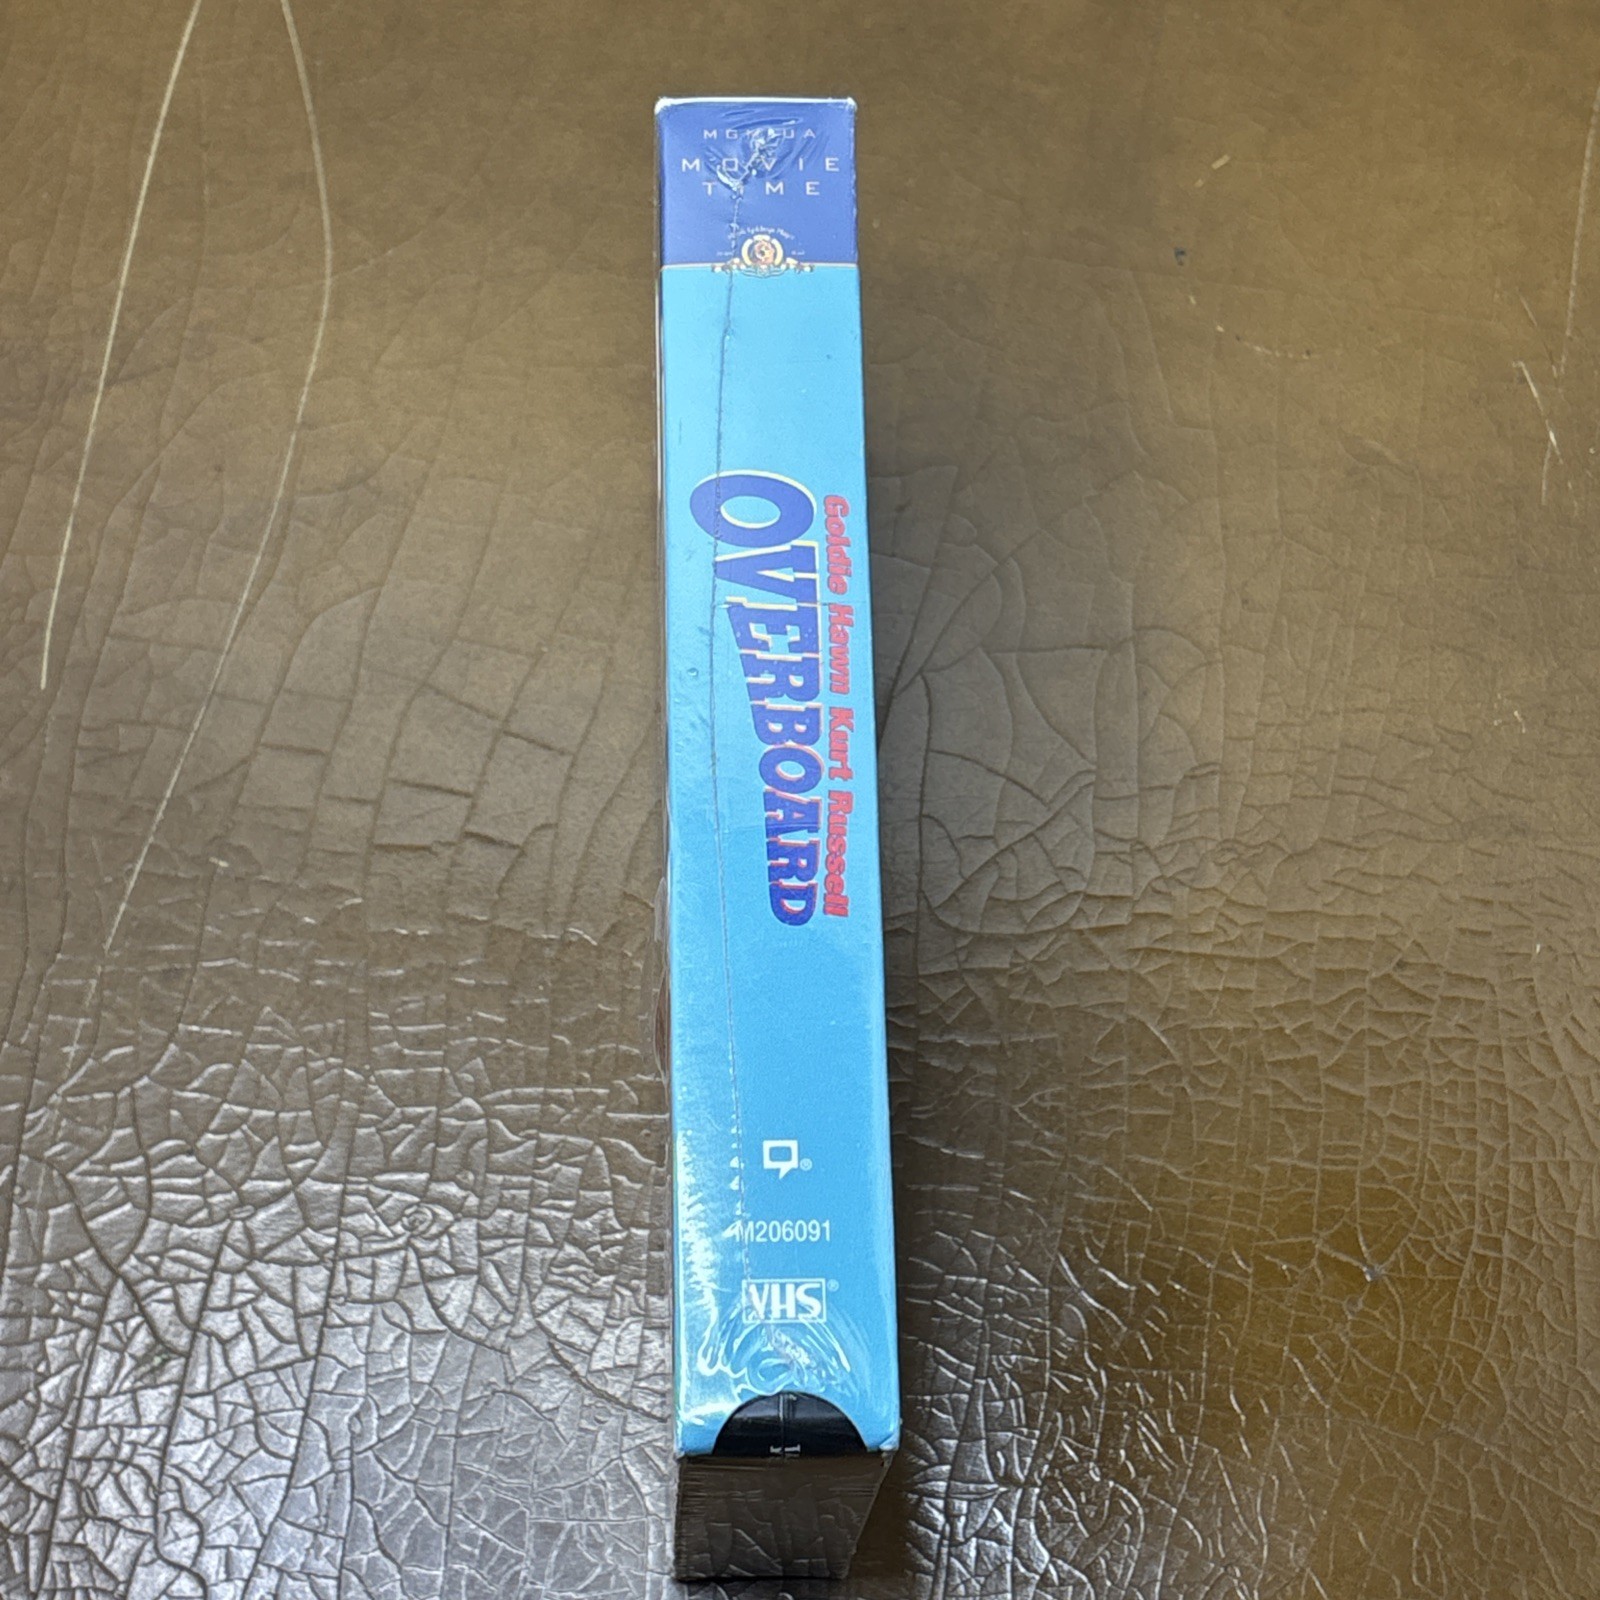 MGM/UA
MOVIE
TIME
Goldie Hawn Kurt Russell
OVERBOARD
®
M206091
VHS®